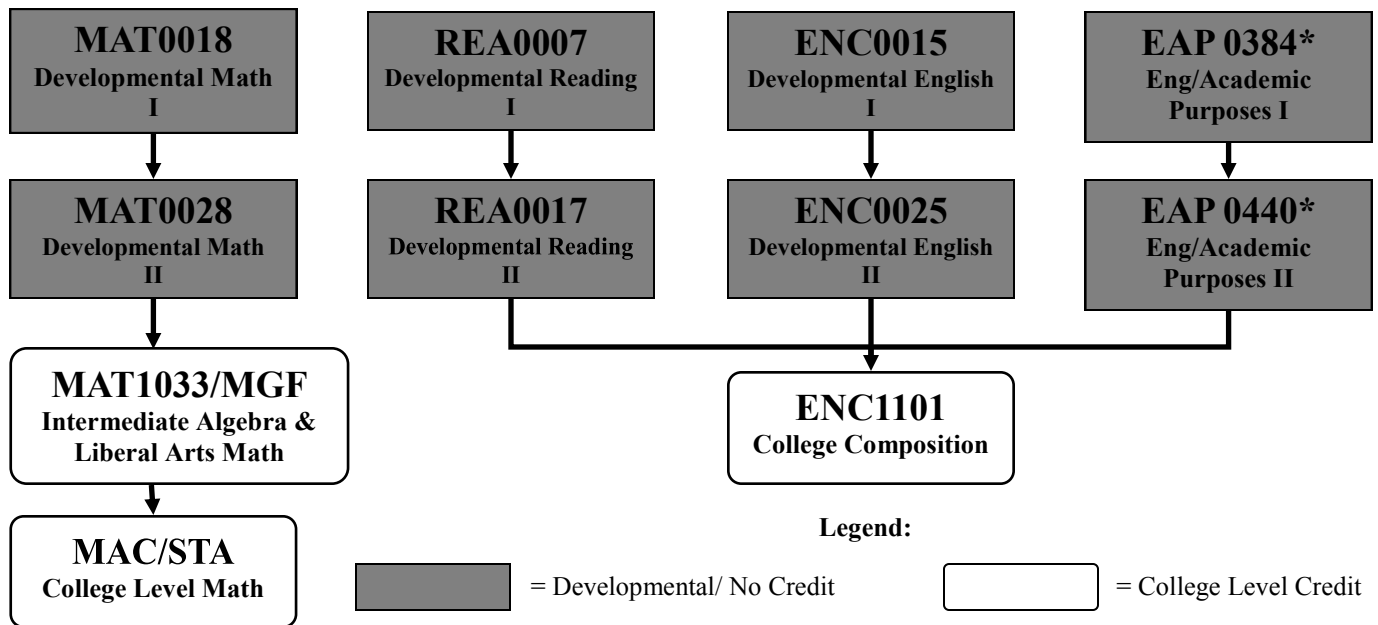 MAT0018
Developmental Math
I
REA0007
Developmental Reading
I
ENC0015
Developmental English
I
EAP 0384*
Eng/Academic
Purposes I
MAT0028
Developmental Math
II
REA0017
Developmental Reading
II
ENC0025
Developmental English
II
EAP 0440*
Eng/Academic
Purposes II
MAT1033/MGF
Intermediate Algebra &
Liberal Arts Math
ENC1101
College Composition
MAC/STA
College Level Math
Legend:
= Developmental/ No Credit
= College Level Credit